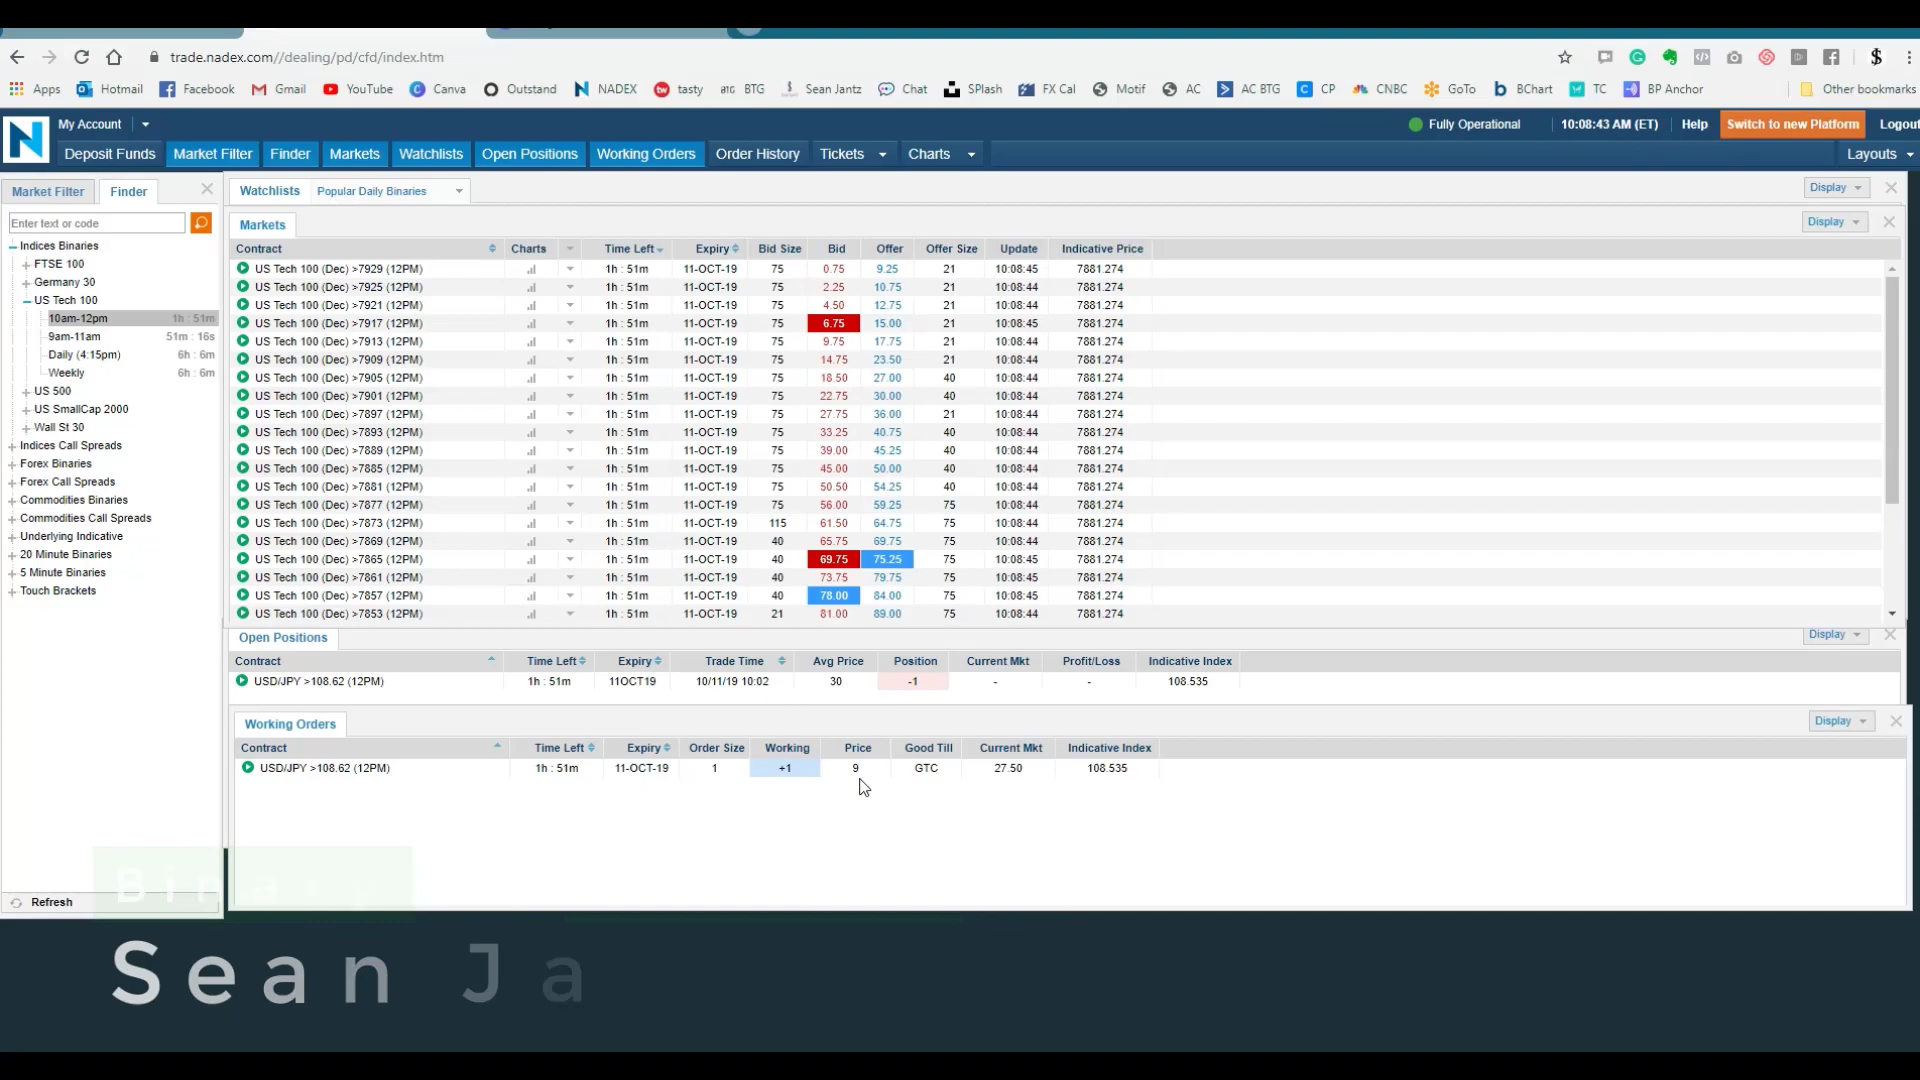 trade.nadex.com//dealing/pd/cfd/index.htm
Apps Hotmail Facebook Gmail YouTube Canva Outstand NADEX tasty BTG Sean Jantz Chat SPlash FX Cal Motif AC AC BTG CP CNBC GoTo BChart TC BP Anchor Other bookmarks
My Account Fully Operational 10:08:43 AM (ET) Help Switch to new Platform Logout
Deposit Funds Market Filter Finder Markets Watchlists Open Positions Working Orders Order History Tickets Charts Layouts
Market Filter Finder
Enter text or code
Indices Binaries
FTSE 100
Germany 30
US Tech 100
10am-12pm 1h : 51m
9am-11am 51m : 16s
Daily (4:15pm) 6h : 6m
Weekly 6h : 6m
US 500
US SmallCap 2000
Wall St 30
Indices Call Spreads
Forex Binaries
Forex Call Spreads
Commodities Binaries
Commodities Call Spreads
Underlying Indicative
20 Minute Binaries
5 Minute Binaries
Touch Brackets
Refresh
Watchlists Popular Daily Binaries Display
Markets Display
Contract Charts Time Left Expiry Bid Size Bid Offer Offer Size Update Indicative Price
US Tech 100 (Dec) >7929 (12PM) 1h : 51m 11-OCT-19 75 0.75 9.25 21 10:08:45 7881.274
US Tech 100 (Dec) >7925 (12PM) 1h : 51m 11-OCT-19 75 2.25 10.75 21 10:08:44 7881.274
US Tech 100 (Dec) >7921 (12PM) 1h : 51m 11-OCT-19 75 4.50 12.75 21 10:08:44 7881.274
US Tech 100 (Dec) >7917 (12PM) 1h : 51m 11-OCT-19 75 6.75 15.00 21 10:08:45 7881.274
US Tech 100 (Dec) >7913 (12PM) 1h : 51m 11-OCT-19 75 9.75 17.75 21 10:08:44 7881.274
US Tech 100 (Dec) >7909 (12PM) 1h : 51m 11-OCT-19 75 14.75 23.50 21 10:08:44 7881.274
US Tech 100 (Dec) >7905 (12PM) 1h : 51m 11-OCT-19 75 18.50 27.00 40 10:08:44 7881.274
US Tech 100 (Dec) >7901 (12PM) 1h : 51m 11-OCT-19 75 22.75 30.00 40 10:08:44 7881.274
US Tech 100 (Dec) >7897 (12PM) 1h : 51m 11-OCT-19 75 27.75 36.00 21 10:08:44 7881.274
US Tech 100 (Dec) >7893 (12PM) 1h : 51m 11-OCT-19 75 33.25 40.75 40 10:08:44 7881.274
US Tech 100 (Dec) >7889 (12PM) 1h : 51m 11-OCT-19 75 39.00 45.25 40 10:08:44 7881.274
US Tech 100 (Dec) >7885 (12PM) 1h : 51m 11-OCT-19 75 45.00 50.00 40 10:08:44 7881.274
US Tech 100 (Dec) >7881 (12PM) 1h : 51m 11-OCT-19 75 50.50 54.25 40 10:08:44 7881.274
US Tech 100 (Dec) >7877 (12PM) 1h : 51m 11-OCT-19 75 56.00 59.25 75 10:08:44 7881.274
US Tech 100 (Dec) >7873 (12PM) 1h : 51m 11-OCT-19 115 61.50 64.75 75 10:08:44 7881.274
US Tech 100 (Dec) >7869 (12PM) 1h : 51m 11-OCT-19 40 65.75 69.75 75 10:08:44 7881.274
US Tech 100 (Dec) >7865 (12PM) 1h : 51m 11-OCT-19 40 69.75 75.25 75 10:08:45 7881.274
US Tech 100 (Dec) >7861 (12PM) 1h : 51m 11-OCT-19 40 73.75 79.75 75 10:08:45 7881.274
US Tech 100 (Dec) >7857 (12PM) 1h : 51m 11-OCT-19 40 78.00 84.00 75 10:08:45 7881.274
US Tech 100 (Dec) >7853 (12PM) 1h : 51m 11-OCT-19 21 81.00 89.00 75 10:08:44 7881.274
Open Positions Display
Contract Time Left Expiry Trade Time Avg Price Position Current Mkt Profit/Loss Indicative Index
USD/JPY >108.62 (12PM) 1h : 51m 11OCT19 10/11/19 10:02 30 -1 - - 108.535
Working Orders Display
Contract Time Left Expiry Order Size Working Price Good Till Current Mkt Indicative Index
USD/JPY >108.62 (12PM) 1h : 51m 11-OCT-19 1 +1 9 GTC 27.50 108.535
Sean Ja